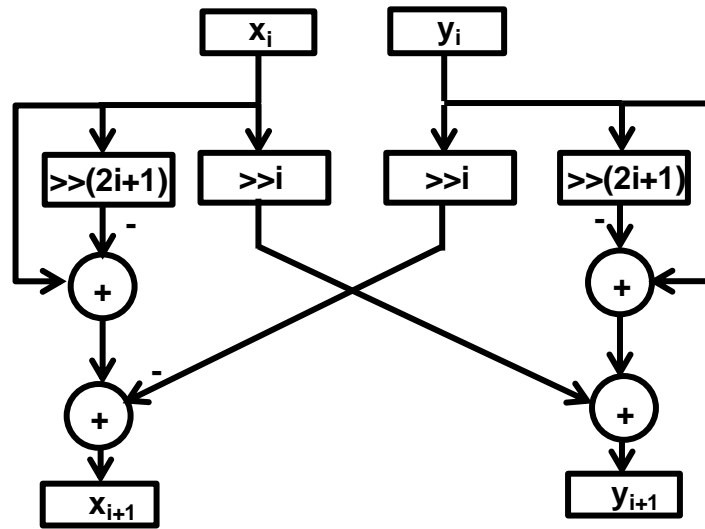 xᵢ yᵢ
>>(2i+1) >>i >>i >>(2i+1)
- -
+ +
-
+ +
xᵢ₊₁ yᵢ₊₁